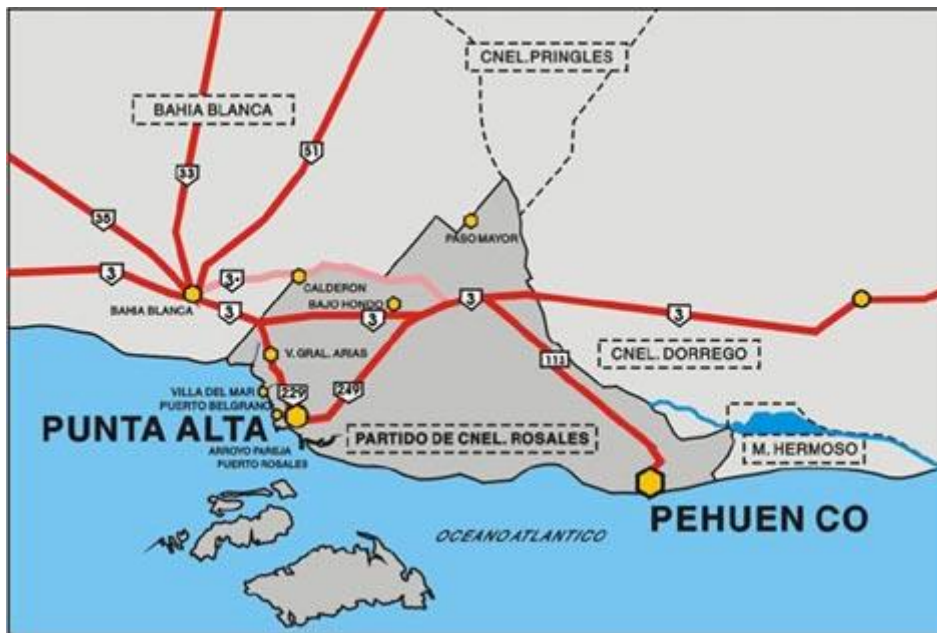 CNEL. PRINGLES
BAHIA BLANCA
51
33
35
PASO MAYOR
3
3*
CALDERON
BAHIA BLANCA
3
BAJO HONDO
3
3
3
V. GRAL. ARIAS
111
CNEL. DORREGO
VILLA DEL MAR
229
249
PUERTO BELGRANO
PUNTA ALTA
PARTIDO DE CNEL. ROSALES
M. HERMOSO
ARROYO PAREJA
PUERTO ROSALES
PEHUEN CO
OCEANO ATLANTICO